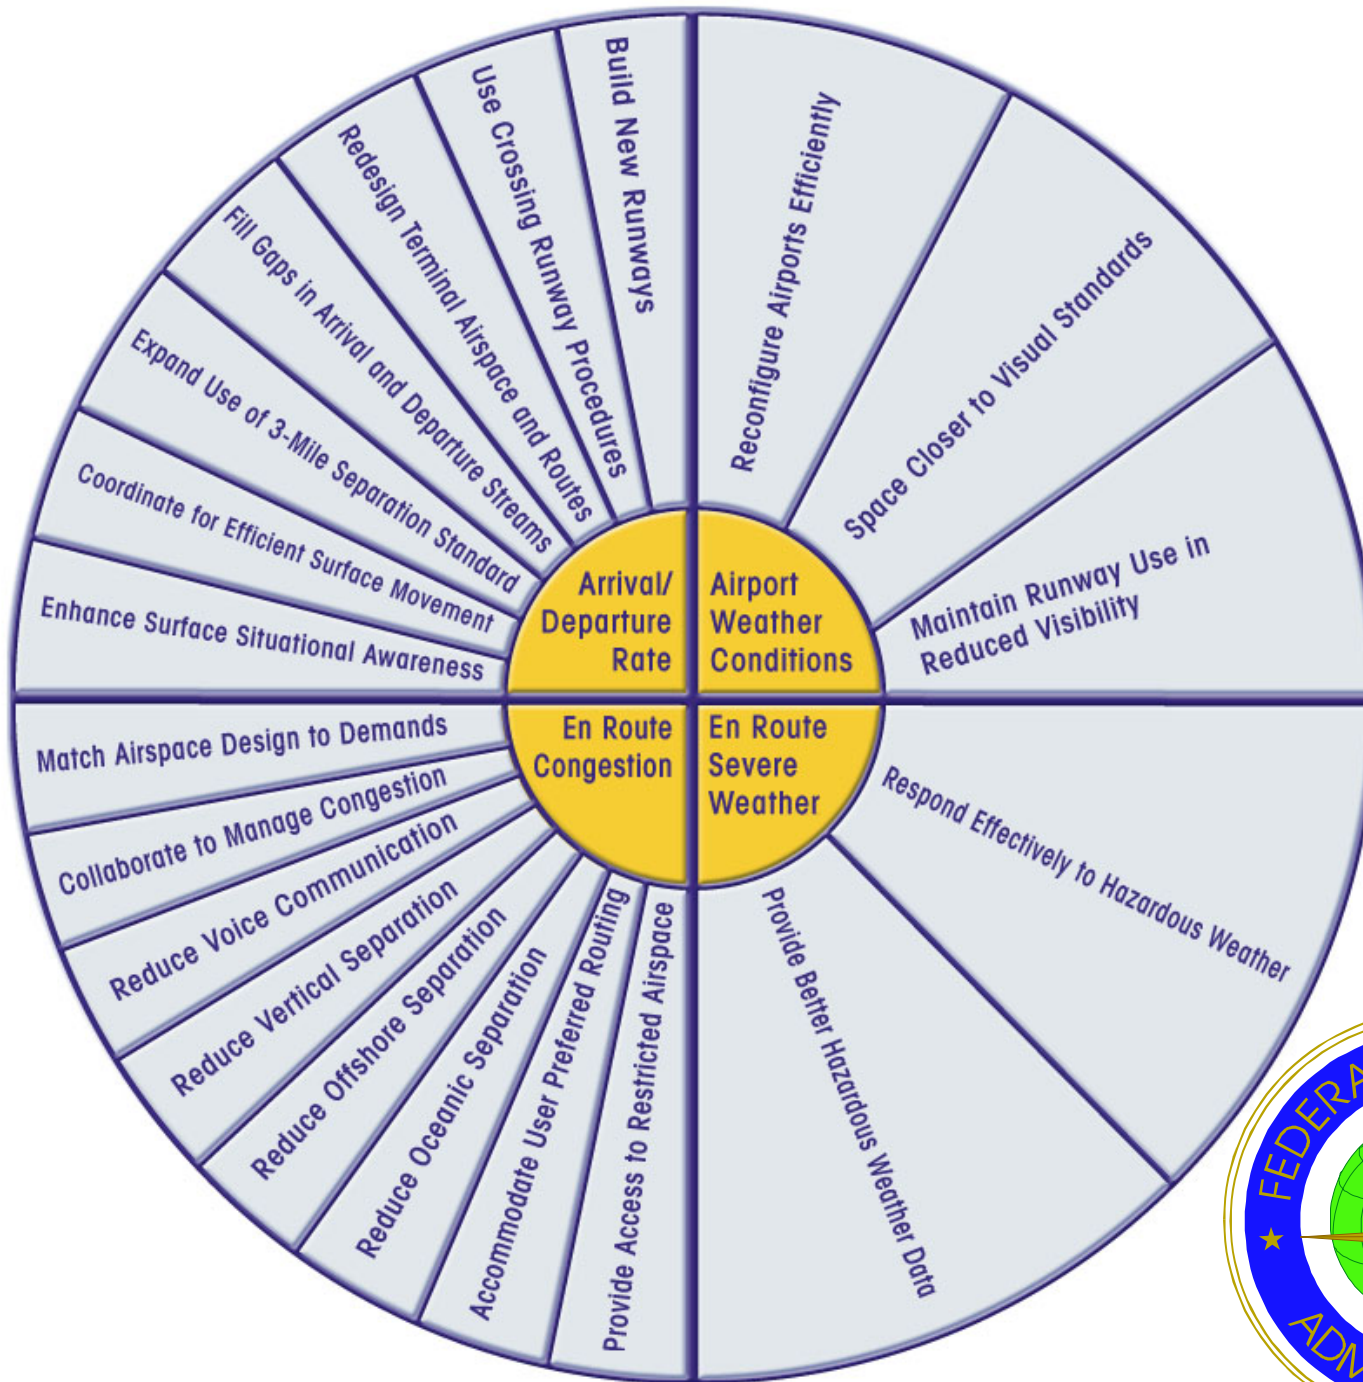 Build New Runways
Use Crossing Runway Procedures
Redesign Terminal Airspace and Routes
Fill Gaps in Arrival and Departure Streams
Expand Use of 3-Mile Separation Standard
Coordinate for Efficient Surface Movement
Enhance Surface Situational Awareness
Arrival/
Departure
Rate
Reconfigure Airports Efficiently
Space Closer to Visual Standards
Maintain Runway Use in
Reduced Visibility
Airport
Weather
Conditions
Match Airspace Design to Demands
Collaborate to Manage Congestion
Reduce Voice Communication
Reduce Vertical Separation
Reduce Offshore Separation
Reduce Oceanic Separation
Accommodate User Preferred Routing
Provide Access to Restricted Airspace
En Route
Congestion
En Route
Severe
Weather
Respond Effectively to Hazardous Weather
Provide Better Hazardous Weather Data
FEDERA
ADM